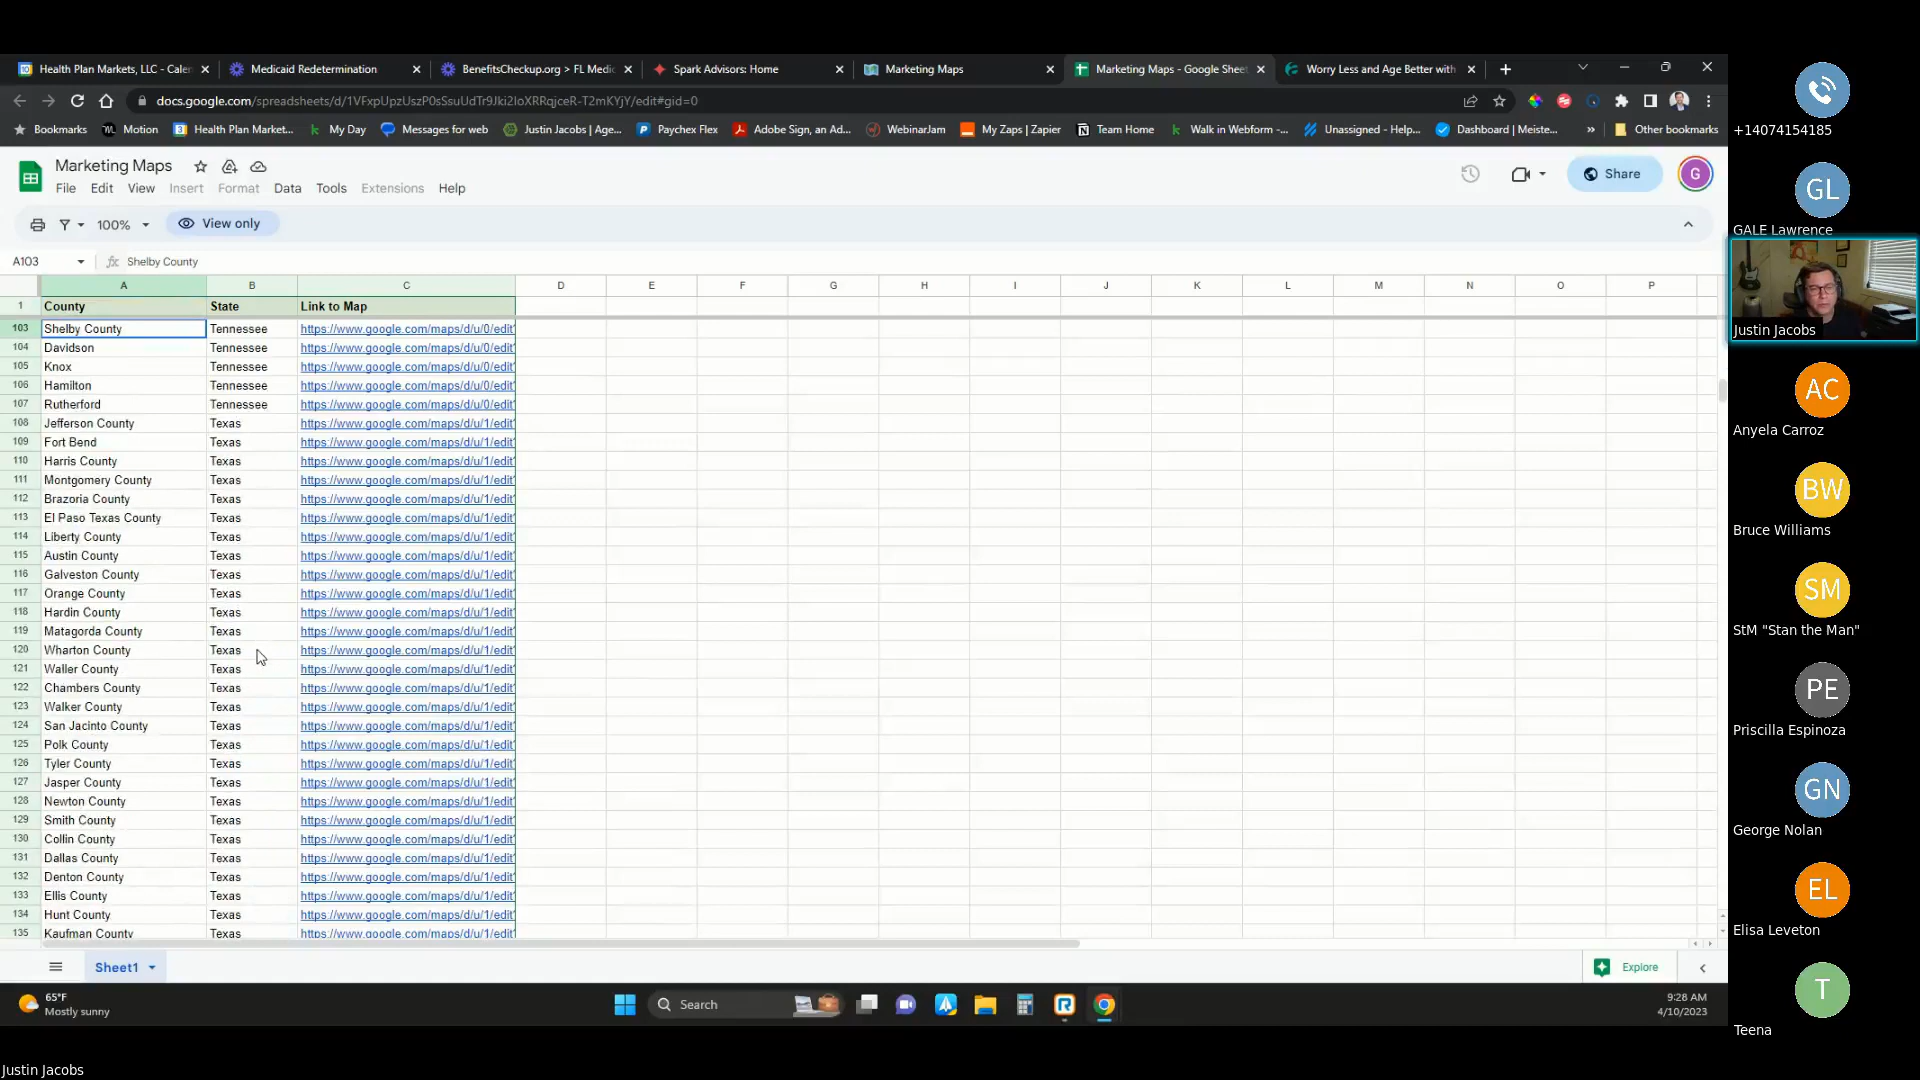 Health Plan Markets, LLC - Calen
Medicaid Redetermination
BenefitsCheckup.org > FL Medic
Spark Advisors: Home
Marketing Maps
Marketing Maps - Google Sheet
Worry Less and Age Better with
docs.google.com/spreadsheets/d/1VFxpUpzUszP0sSsuUdTr9Jki2IoXRRqjceR-T2mKYjY/edit#gid=0
Bookmarks
Motion
Health Plan Market...
My Day
Messages for web
Justin Jacobs | Age...
Paychex Flex
Adobe Sign, an Ad...
WebinarJam
My Zaps | Zapier
Team Home
Walk in Webform -...
Unassigned - Help...
Dashboard | Meiste...
»
Other bookmarks
Marketing Maps
File Edit View Insert Format Data Tools Extensions Help
Share
G
100%
View only
A103
fx Shelby County
A B C D E F G H I J K L M N O P
1 County State Link to Map
103 Shelby County Tennessee https://www.google.com/maps/d/u/0/edit?
104 Davidson Tennessee https://www.google.com/maps/d/u/0/edit?
105 Knox Tennessee https://www.google.com/maps/d/u/0/edit?
106 Hamilton Tennessee https://www.google.com/maps/d/u/0/edit?
107 Rutherford Tennessee https://www.google.com/maps/d/u/0/edit?
108 Jefferson County Texas https://www.google.com/maps/d/u/1/edit?
109 Fort Bend Texas https://www.google.com/maps/d/u/1/edit?
110 Harris County Texas https://www.google.com/maps/d/u/1/edit?
111 Montgomery County Texas https://www.google.com/maps/d/u/1/edit?
112 Brazoria County Texas https://www.google.com/maps/d/u/1/edit?
113 El Paso Texas County Texas https://www.google.com/maps/d/u/1/edit?
114 Liberty County Texas https://www.google.com/maps/d/u/1/edit?
115 Austin County Texas https://www.google.com/maps/d/u/1/edit?
116 Galveston County Texas https://www.google.com/maps/d/u/1/edit?
117 Orange County Texas https://www.google.com/maps/d/u/1/edit?
118 Hardin County Texas https://www.google.com/maps/d/u/1/edit?
119 Matagorda County Texas https://www.google.com/maps/d/u/1/edit?
120 Wharton County Texas https://www.google.com/maps/d/u/1/edit?
121 Waller County Texas https://www.google.com/maps/d/u/1/edit?
122 Chambers County Texas https://www.google.com/maps/d/u/1/edit?
123 Walker County Texas https://www.google.com/maps/d/u/1/edit?
124 San Jacinto County Texas https://www.google.com/maps/d/u/1/edit?
125 Polk County Texas https://www.google.com/maps/d/u/1/edit?
126 Tyler County Texas https://www.google.com/maps/d/u/1/edit?
127 Jasper County Texas https://www.google.com/maps/d/u/1/edit?
128 Newton County Texas https://www.google.com/maps/d/u/1/edit?
129 Smith County Texas https://www.google.com/maps/d/u/1/edit?
130 Collin County Texas https://www.google.com/maps/d/u/1/edit?
131 Dallas County Texas https://www.google.com/maps/d/u/1/edit?
132 Denton County Texas https://www.google.com/maps/d/u/1/edit?
133 Ellis County Texas https://www.google.com/maps/d/u/1/edit?
134 Hunt County Texas https://www.google.com/maps/d/u/1/edit?
135 Kaufman County Texas https://www.google.com/maps/d/u/1/edit?
Sheet1
Explore
65°F
Mostly sunny
Search
9:28 AM
4/10/2023
+14074154185
GL
GALE Lawrence
Justin Jacobs
AC
Anyela Carroz
BW
Bruce Williams
SM
StM "Stan the Man"
PE
Priscilla Espinoza
GN
George Nolan
EL
Elisa Leveton
T
Teena
Justin Jacobs